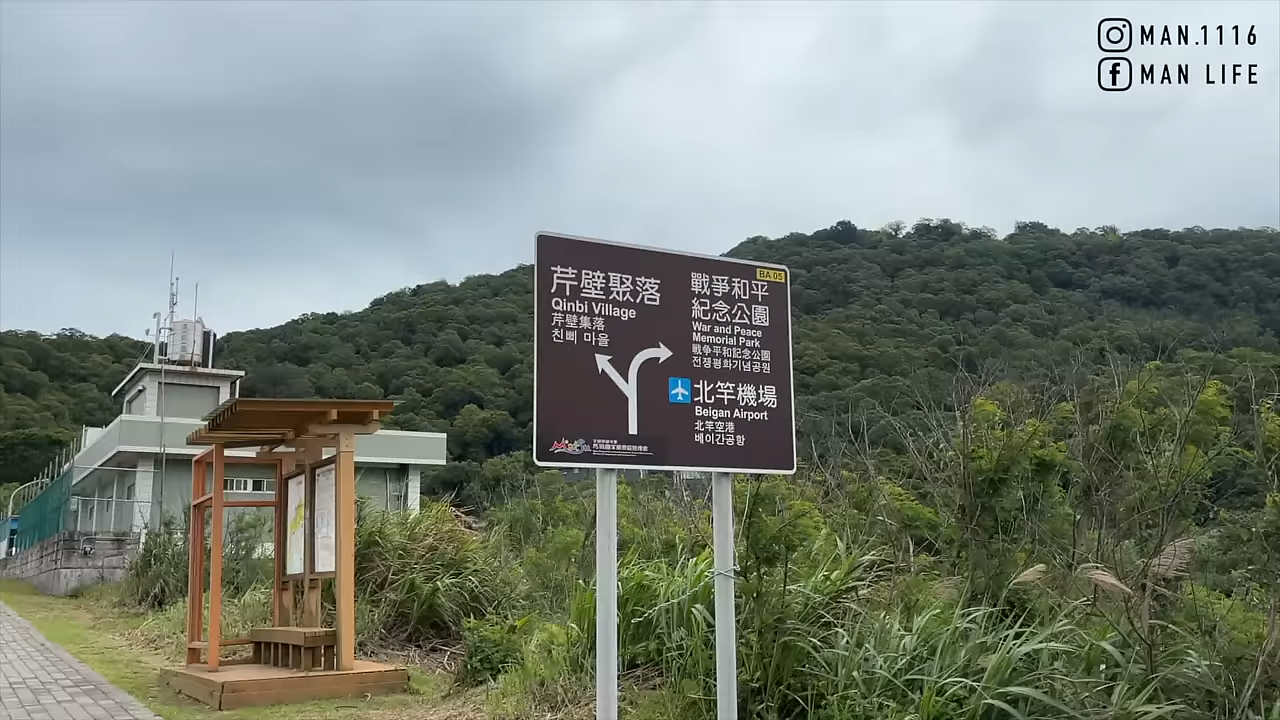 MAN.1116
MAN LIFE
BA 05
芹壁聚落
Qinbi Village
芹壁集落
친삐 마을
戰爭和平
紀念公園
War and Peace
Memorial Park
戦争平和記念公園
전쟁평화기념공원
北竿機場
Beigan Airport
北竿空港
베이간공항